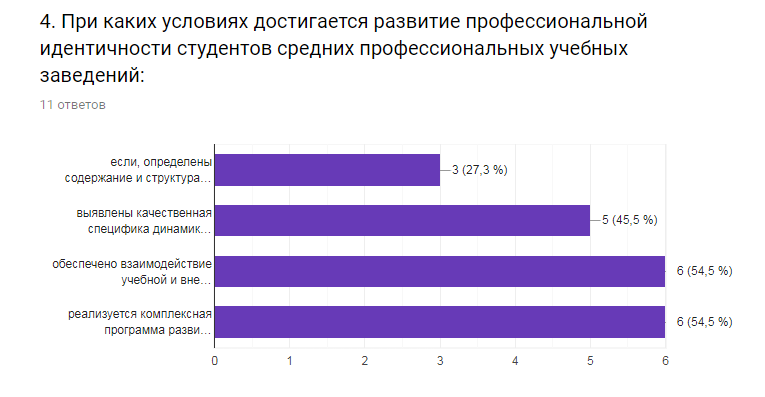 4. При каких условиях достигается развитие профессиональной
идентичности студентов средних профессиональных учебных
заведений:
11 ответов
если, определены
содержание и структура…
3 (27,3 %)
выявлены качественная
специфика динамик…
5 (45,5 %)
обеспечено взаимодействие
учебной и вне…
6 (54,5 %)
реализуется комплексная
программа разви…
6 (54,5 %)
0 1 2 3 4 5 6